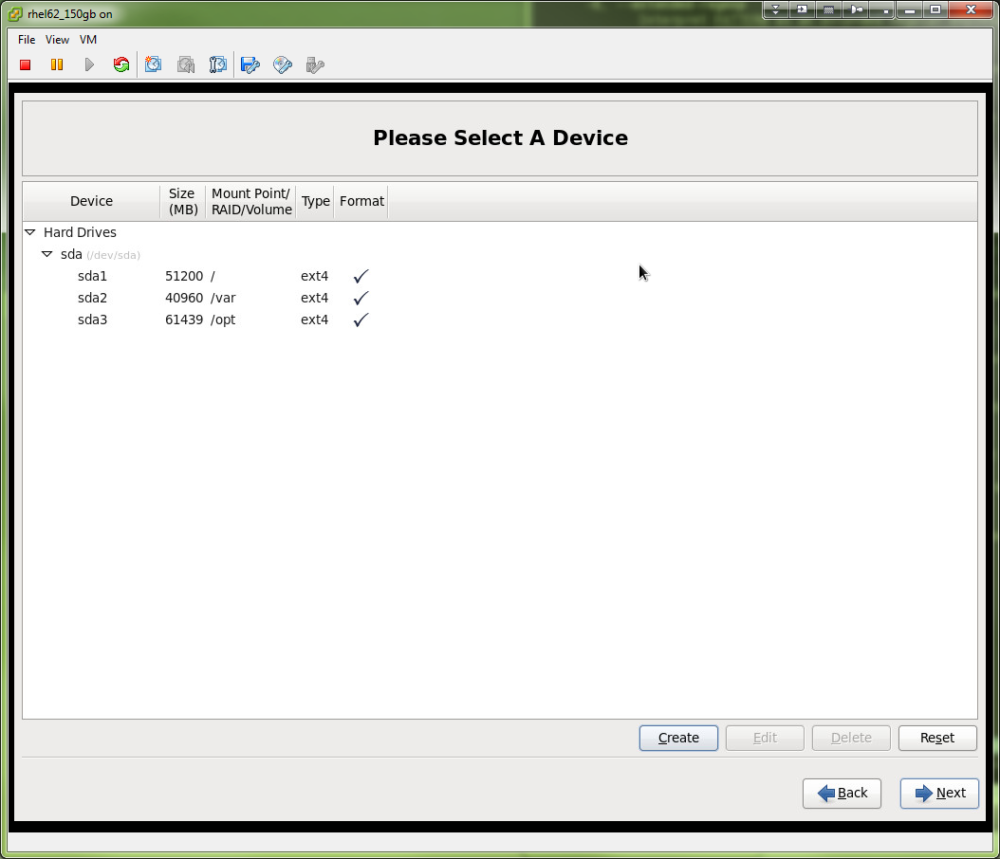 rhel62_150gb on
File View VM
Please Select A Device
Device Size (MB) Mount Point/ RAID/Volume Type Format
Hard Drives
sda (/dev/sda)
sda1 51200 / ext4
sda2 40960 /var ext4
sda3 61439 /opt ext4
Create Edit Delete Reset
Back Next